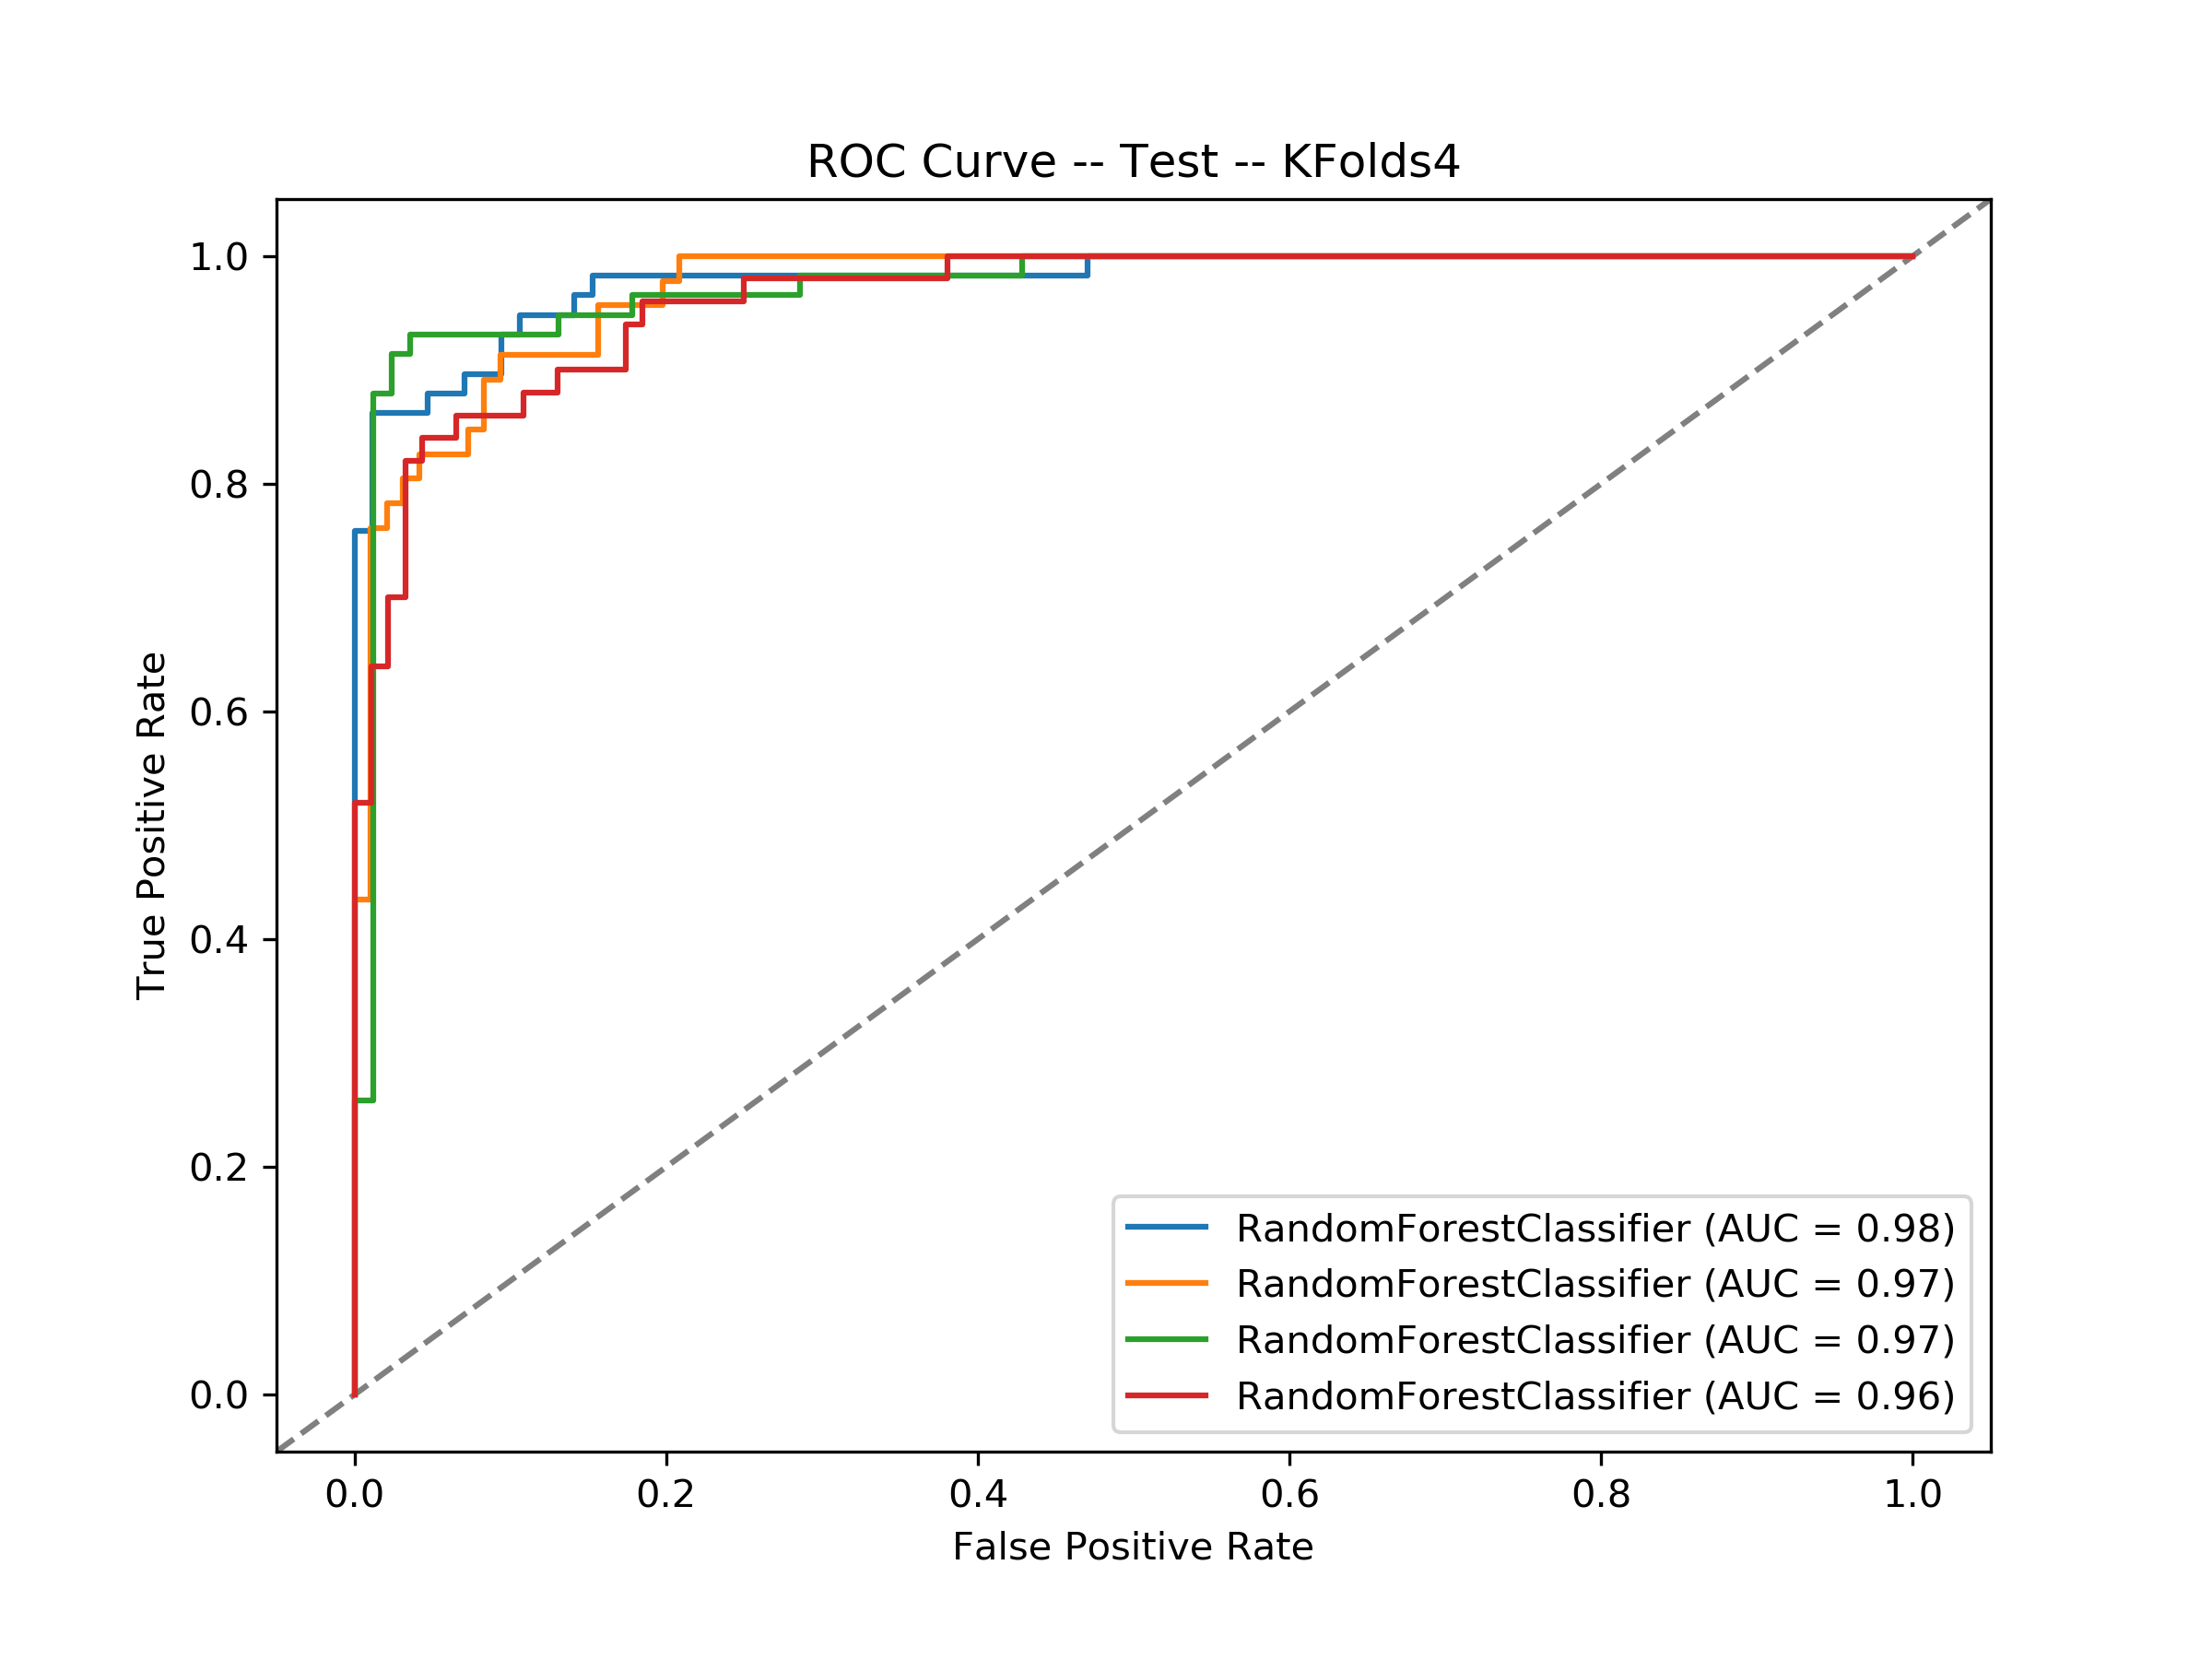 ROC Curve -- Test -- KFolds4
1.0
0.8
0.6
0.4
0.2
0.0
True Positive Rate
0.0 0.2 0.4 0.6 0.8 1.0
False Positive Rate
RandomForestClassifier (AUC = 0.98)
RandomForestClassifier (AUC = 0.97)
RandomForestClassifier (AUC = 0.97)
RandomForestClassifier (AUC = 0.96)